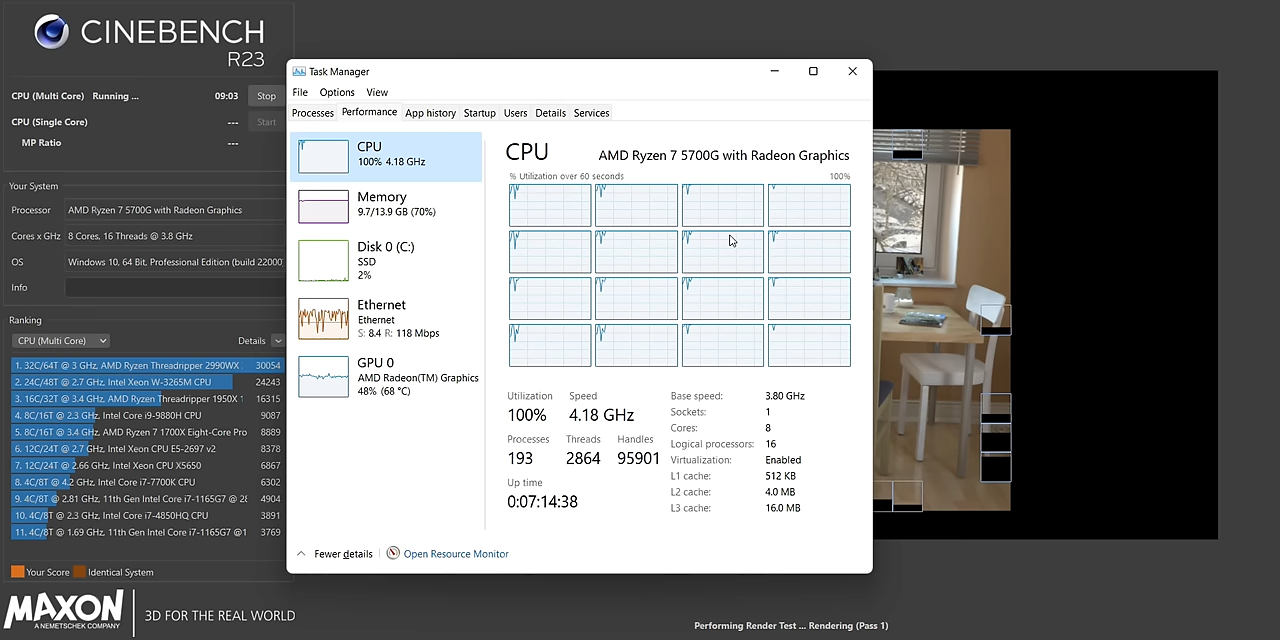 CINEBENCH
R23
CPU (Multi Core) Running ... 09:03 Stop
CPU (Single Core) --- Start
MP Ratio ---
Your System
Processor AMD Ryzen 7 5700G with Radeon Graphics
Cores x GHz 8 Cores, 16 Threads @ 3.8 GHz
OS Windows 10, 64 Bit, Professional Edition (build 22000)
Info
Ranking
CPU (Multi Core) Details
1. 32C/64T @ 3 GHz, AMD Ryzen Threadripper 2990WX 30054
2. 24C/48T @ 2.7 GHz, Intel Xeon W-3265M CPU 24243
3. 16C/32T @ 3.4 GHz, AMD Ryzen Threadripper 1950X 1 16315
4. 8C/16T @ 2.3 GHz, Intel Core i9-9880H CPU 9087
5. 8C/16T @ 3.4 GHz, AMD Ryzen 7 1700X Eight-Core Pro 8889
6. 12C/24T @ 2.7 GHz, Intel Xeon CPU E5-2697 v2 8378
7. 12C/24T @ 2.66 GHz, Intel Xeon CPU X5650 6867
8. 4C/8T @ 4.2 GHz, Intel Core i7-7700K CPU 6302
9. 4C/8T @ 2.81 GHz, 11th Gen Intel Core i7-1165G7 @ 28 4904
10. 4C/8T @ 2.3 GHz, Intel Core i7-4850HQ CPU 3891
11. 4C/8T @ 1.69 GHz, 11th Gen Intel Core i7-1165G7 @1 3769
Your Score Identical System
MAXON
A NEMETSCHEK COMPANY
3D FOR THE REAL WORLD
Task Manager
File Options View
Processes Performance App history Startup Users Details Services
CPU
100% 4.18 GHz
Memory
9.7/13.9 GB (70%)
Disk 0 (C:)
SSD
2%
Ethernet
Ethernet
S: 8.4 R: 118 Mbps
GPU 0
AMD Radeon(TM) Graphics
48% (68 °C)
CPU AMD Ryzen 7 5700G with Radeon Graphics
% Utilization over 60 seconds 100%
Utilization Speed
100% 4.18 GHz
Processes Threads Handles
193 2864 95901
Up time
0:07:14:38
Base speed: 3.80 GHz
Sockets: 1
Cores: 8
Logical processors: 16
Virtualization: Enabled
L1 cache: 512 KB
L2 cache: 4.0 MB
L3 cache: 16.0 MB
Fewer details Open Resource Monitor
Performing Render Test ... Rendering (Pass 1)